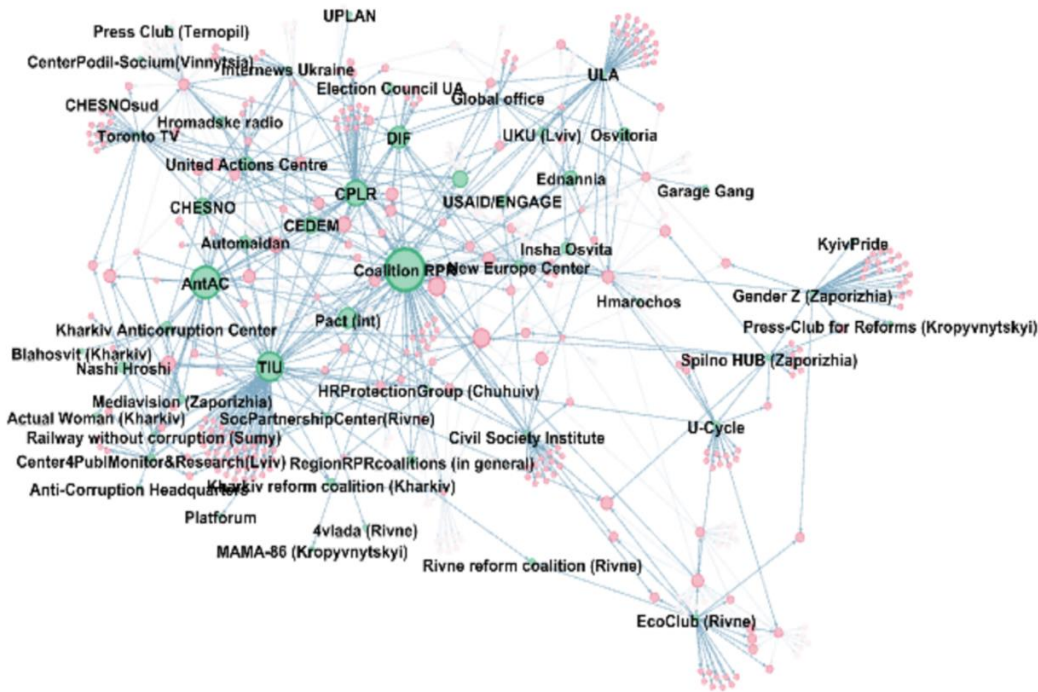 UPLAN
Press Club (Ternopil)
CenterPodil-Socium(Vinnytsia)
Internews Ukraine
ULA
Election Council UA
Global office
CHESNOsud
Hromadske radio
Toronto TV
DIF
UKU (Lviv)
Osvitoria
United Actions Centre
Ednannia
CPLR
Garage Gang
USAID/ENGAGE
CHESNO
CEDEM
Automaidan
Insha Osvita
KyivPride
Coalition RPR
New Europe Center
AntAC
Hmarochos
Gender Z (Zaporizhia)
Pact (int)
Kharkiv Anticorruption Center
Press-Club for Reforms (Kropyvnytskyi)
Blahosvit (Kharkiv)
Nashi Hroshi
TIU
Spilno HUB (Zaporizhia)
HRProtectionGroup (Chuhuiv)
Mediavision (Zaporizhia)
Actual Woman (Kharkiv)
SocPartnershipCenter(Rivne)
U-Cycle
Railway without corruption (Sumy)
Civil Society Institute
Center4PublMonitor&Research(Lviv)
RegionRPRcoalitions (in general)
Anti-Corruption Headquarters
Kharkiv reform coalition (Kharkiv)
Platforum
4vlada (Rivne)
MAMA-86 (Kropyvnytskyi)
Rivne reform coalition (Rivne)
EcoClub (Rivne)